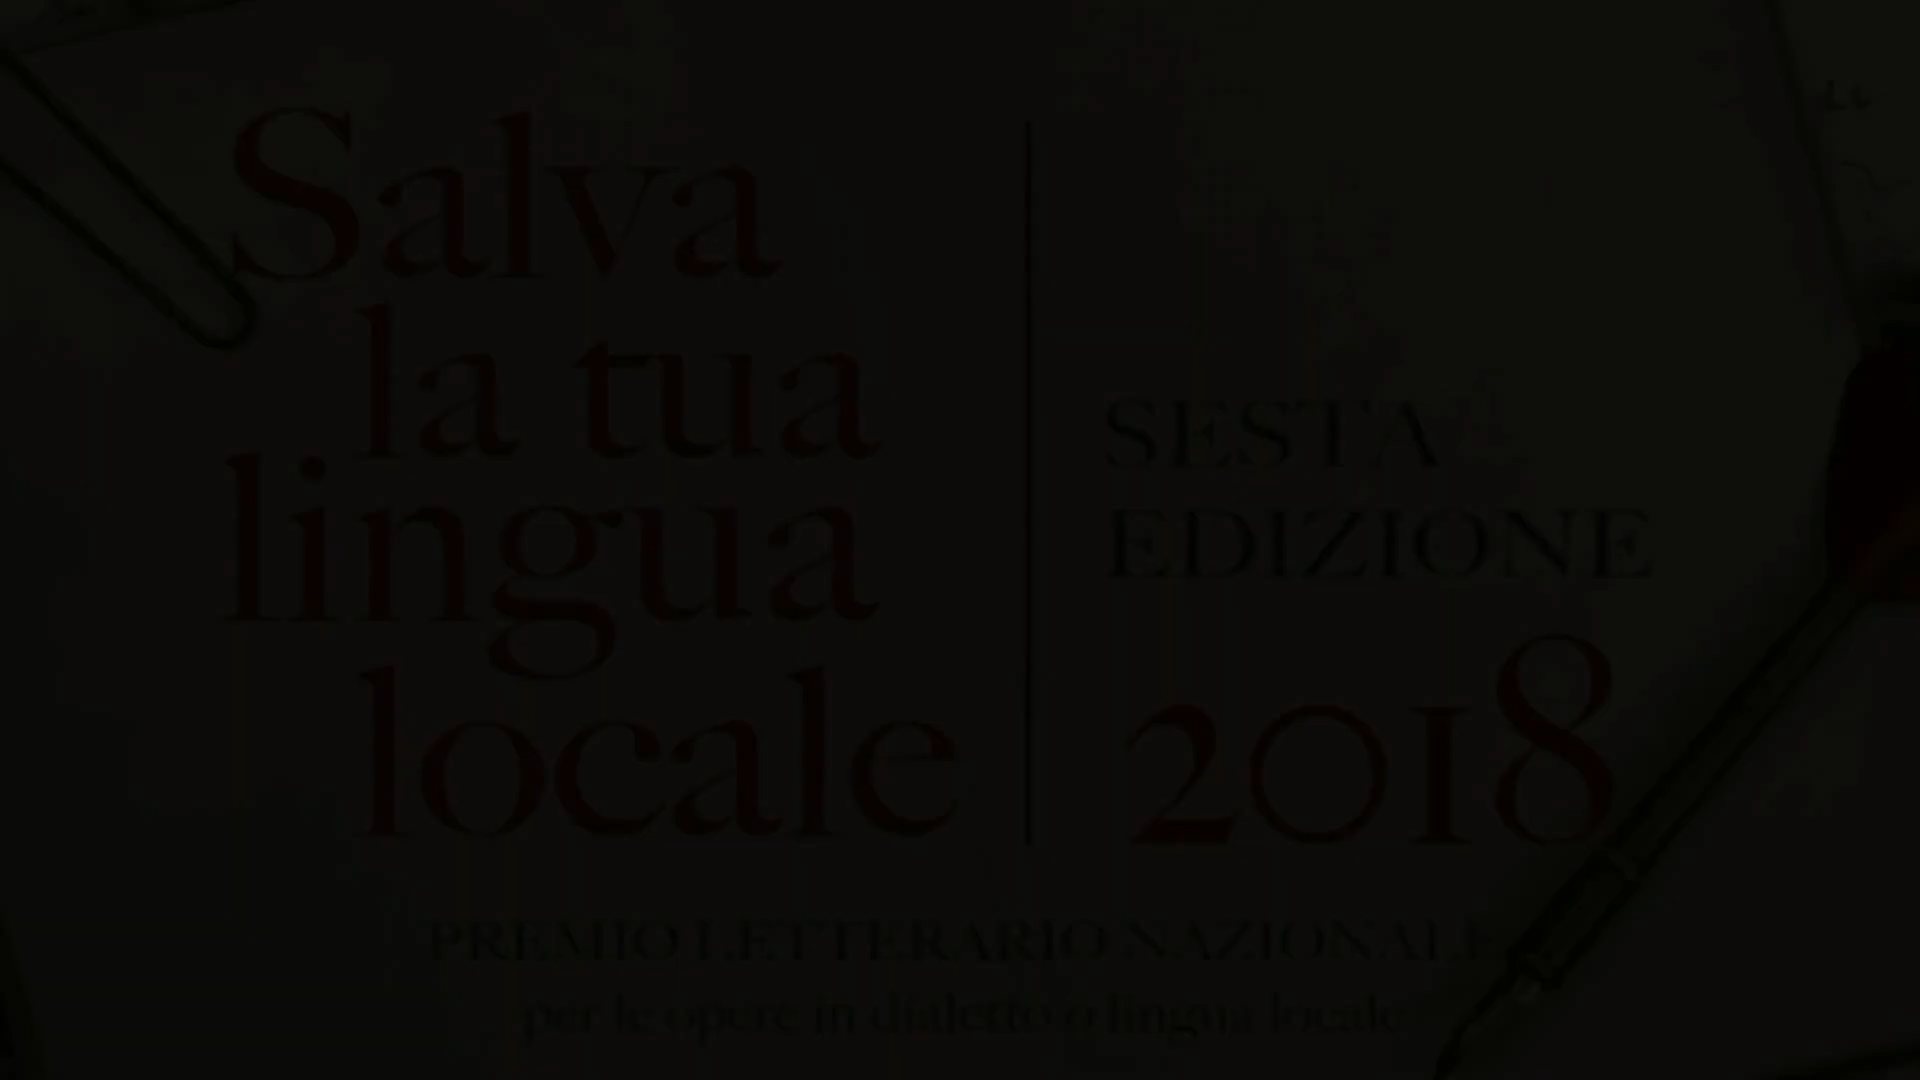 Salva
la tua
lingua
locale
SESTA
EDIZIONE
2018
PREMIO LETTERARIO NAZIONALE
per le opere in dialetto o lingua locale